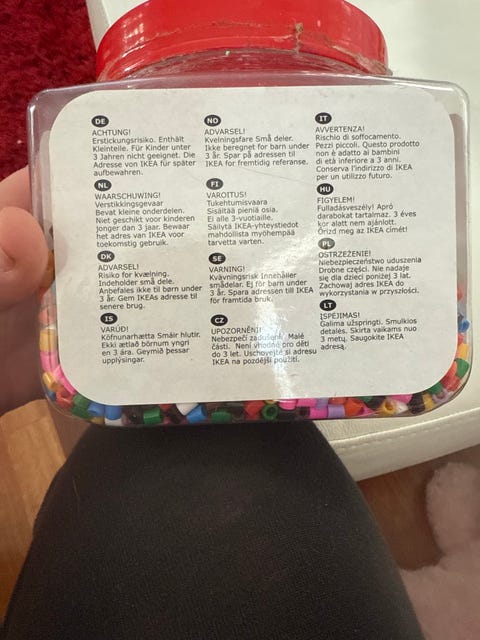 DE
ACHTUNG!
Erstickungsrisiko. Enthält
Kleinteile. Für Kinder unter
3 Jahren nicht geeignet. Die
Adresse von IKEA für später
aufbewahren.
NL
WAARSCHUWING!
Verstikkingsgevaar
Bevat kleine onderdelen.
Niet geschikt voor kinderen
jonger dan 3 jaar. Bewaar
het adres van IKEA voor
toekomstig gebruik.
DK
ADVARSEL!
Risiko for kvælning.
Indeholder små dele.
Anbefales ikke til børn under
3 år. Gem IKEAs adresse til
senere brug.
IS
VARÚÐ!
Köfnunarhætta Smáir hlutir.
Ekki ætlað börnum yngri
en 3 ára. Geymið þessar
upplýsingar.
NO
ADVARSEL!
Kvelningsfare Små deler.
Ikke beregnet for barn under
3 år. Spar på adressen til
IKEA for fremtidig referanse.
FI
VAROITUS!
Tukehtumisvaara
Sisältää pieniä osia.
Ei alle 3-vuotiaille.
Säilytä IKEA-yhteystiedot
mahdollista myöhempää
tarvetta varten.
SE
VARNING!
Kvävningsrisk Innehåller
smådelar. Ej för barn under
3 år. Spara adressen till IKEA
för framtida bruk.
CZ
UPOZORNĚNÍ!
Nebezpečí zadušení. Malé
části. Není vhodné pro děti
do 3 let. Uschovejte si adresu
IKEA na pozdější použití.
IT
AVVERTENZA!
Rischio di soffocamento.
Pezzi piccoli. Questo prodotto
non è adatto ai bambini
di età inferiore a 3 anni.
Conserva l'indirizzo di IKEA
per un utilizzo futuro.
HU
FIGYELEM!
Fulladásveszély! Apró
darabokat tartalmaz. 3 éves
kor alatt nem ajánlott.
Őrizd meg az IKEA címét!
PL
OSTRZEŻENIE!
Niebezpieczeństwo uduszenia
Drobne części. Nie nadaje
się dla dzieci poniżej 3 lat.
Zachowaj adres IKEA do
wykorzystania w przyszłości.
LT
ĮSPĖJIMAS!
Galima užspringti. Smulkios
detalės. Skirta vaikams nuo
3 metų. Saugokite IKEA
adresą.